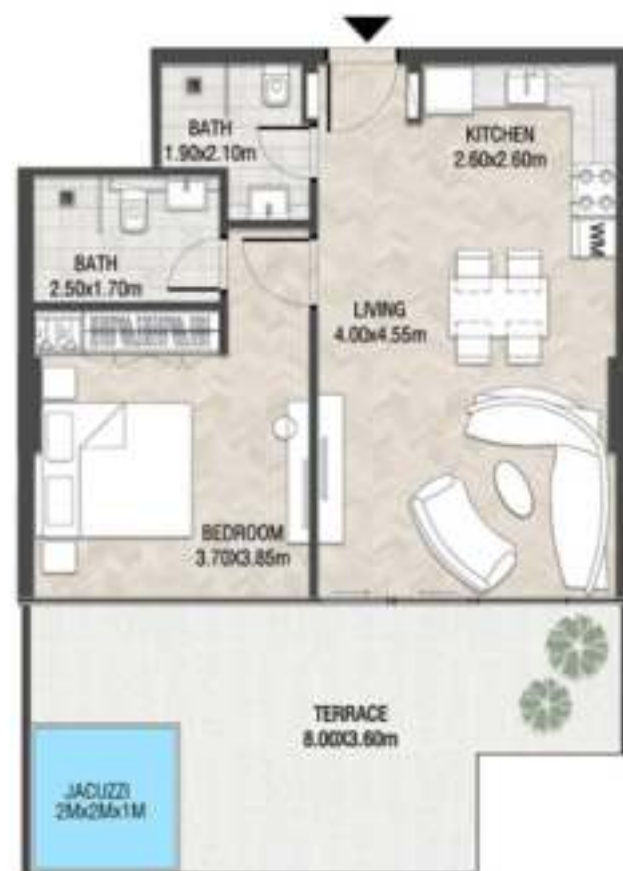 BATH
1.90x2.10m
KITCHEN
2.60x2.60m
WM
BATH
2.50x1.70m
LIVING
4.00x4.55m
BEDROOM
3.70X3.85m
TERRACE
8.00X3.60m
JACUZZI
2Mx2Mx1M